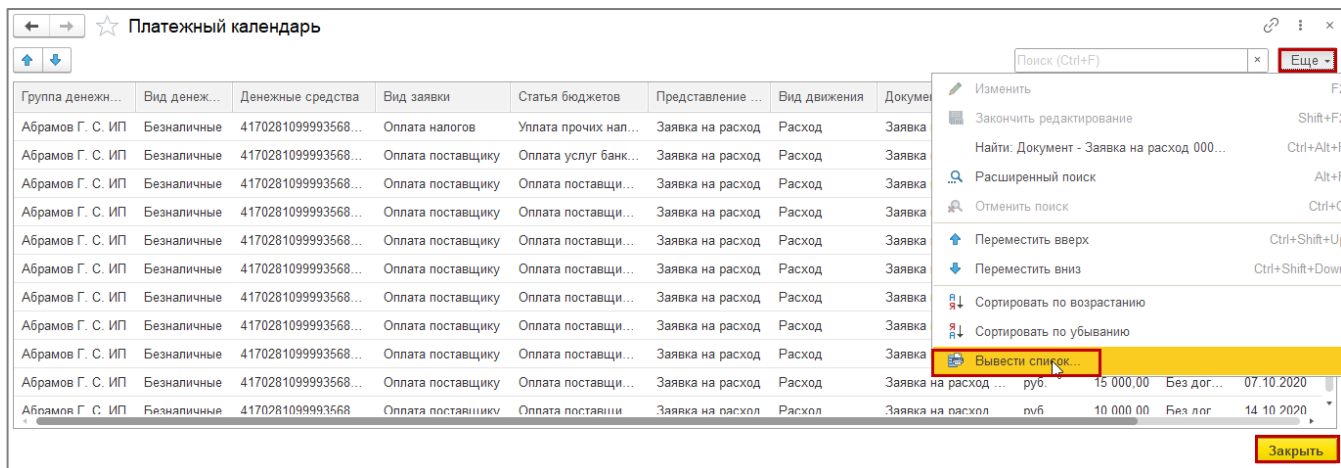 Платежный календарь
Поиск (Ctrl+F)
Еще
Группа денежн... Вид денеж... Денежные средства Вид заявки Статья бюджетов Представление ... Вид движения Докумен
Абрамов Г. С. ИП Безналичные 4170281099993568... Оплата налогов Уплата прочих нал... Заявка на расход Расход Заявка
Абрамов Г. С. ИП Безналичные 4170281099993568... Оплата поставщику Оплата услуг банк... Заявка на расход Расход Заявка
Абрамов Г. С. ИП Безналичные 4170281099993568... Оплата поставщику Оплата поставщи... Заявка на расход Расход Заявка
Абрамов Г. С. ИП Безналичные 4170281099993568... Оплата поставщику Оплата поставщи... Заявка на расход Расход Заявка
Абрамов Г. С. ИП Безналичные 4170281099993568... Оплата поставщику Оплата поставщи... Заявка на расход Расход Заявка
Абрамов Г. С. ИП Безналичные 4170281099993568... Оплата поставщику Оплата поставщи... Заявка на расход Расход Заявка
Абрамов Г. С. ИП Безналичные 4170281099993568... Оплата поставщику Оплата поставщи... Заявка на расход Расход Заявка
Абрамов Г. С. ИП Безналичные 4170281099993568... Оплата поставщику Оплата поставщи... Заявка на расход Расход Заявка
Абрамов Г. С. ИП Безналичные 4170281099993568... Оплата поставщику Оплата поставщи... Заявка на расход Расход Заявка
Абрамов Г. С. ИП Безналичные 4170281099993568... Оплата поставщику Оплата поставщи... Заявка на расход Расход Заявка на расход ... руб. 15 000,00 Без дог... 07.10.2020
Абрамов Г. С. ИП Безналичные 4170281099993568 Оплата поставщику Оплата поставщи Заявка на расход Расход Заявка на расход руб 10 000 00 Без дог 14 10 2020
Изменить F2
Закончить редактирование Shift+F2
Найти: Документ - Заявка на расход 000... Ctrl+Alt+F
Расширенный поиск Alt+F
Отменить поиск Ctrl+Q
Переместить вверх Ctrl+Shift+Up
Переместить вниз Ctrl+Shift+Down
Сортировать по возрастанию
Сортировать по убыванию
Вывести список...
Закрыть